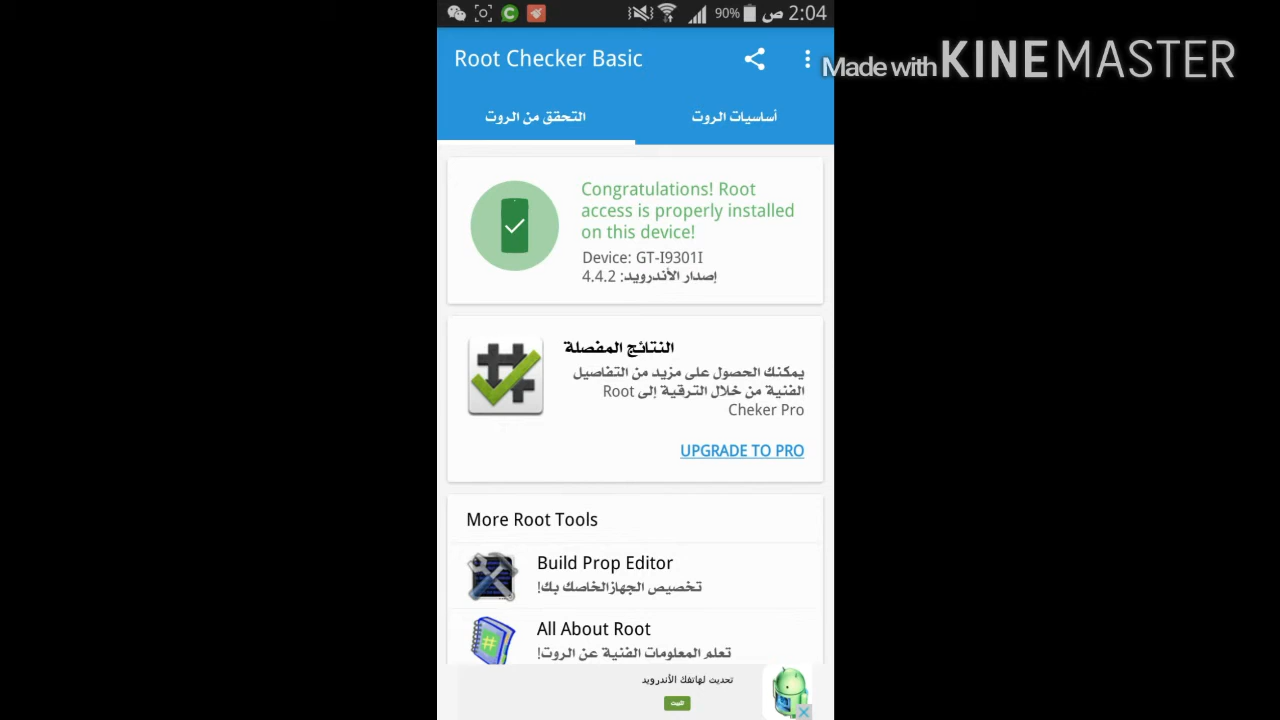 90% ص 2:04
Root Checker Basic
Made with KINEMASTER
التحقق من الروت
أساسيات الروت
Congratulations! Root
access is properly installed
on this device!
Device: GT-I9301I
إصدار الأندرويد: 4.4.2
النتائج المفصلة
يمكنك الحصول على مزيد من التفاصيل
الفنية من خلال الترقية إلى Root
Cheker Pro
UPGRADE TO PRO
More Root Tools
Build Prop Editor
تخصيص الجهازالخاصك بك!
All About Root
تعلم المعلومات الفنية عن الروت!
تحديث لهاتفك الأندرويد